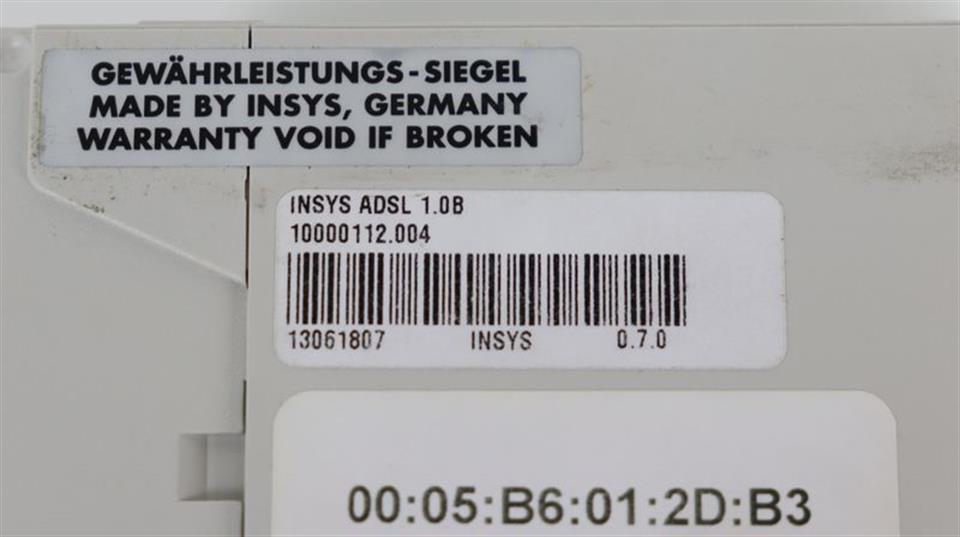 GEWÄHRLEISTUNGS-SIEGEL
MADE BY INSYS, GERMANY
WARRANTY VOID IF BROKEN
INSYS ADSL 1.0B
10000112.004
13061807 INSYS 0.7.0
00:05:B6:01:2D:B3